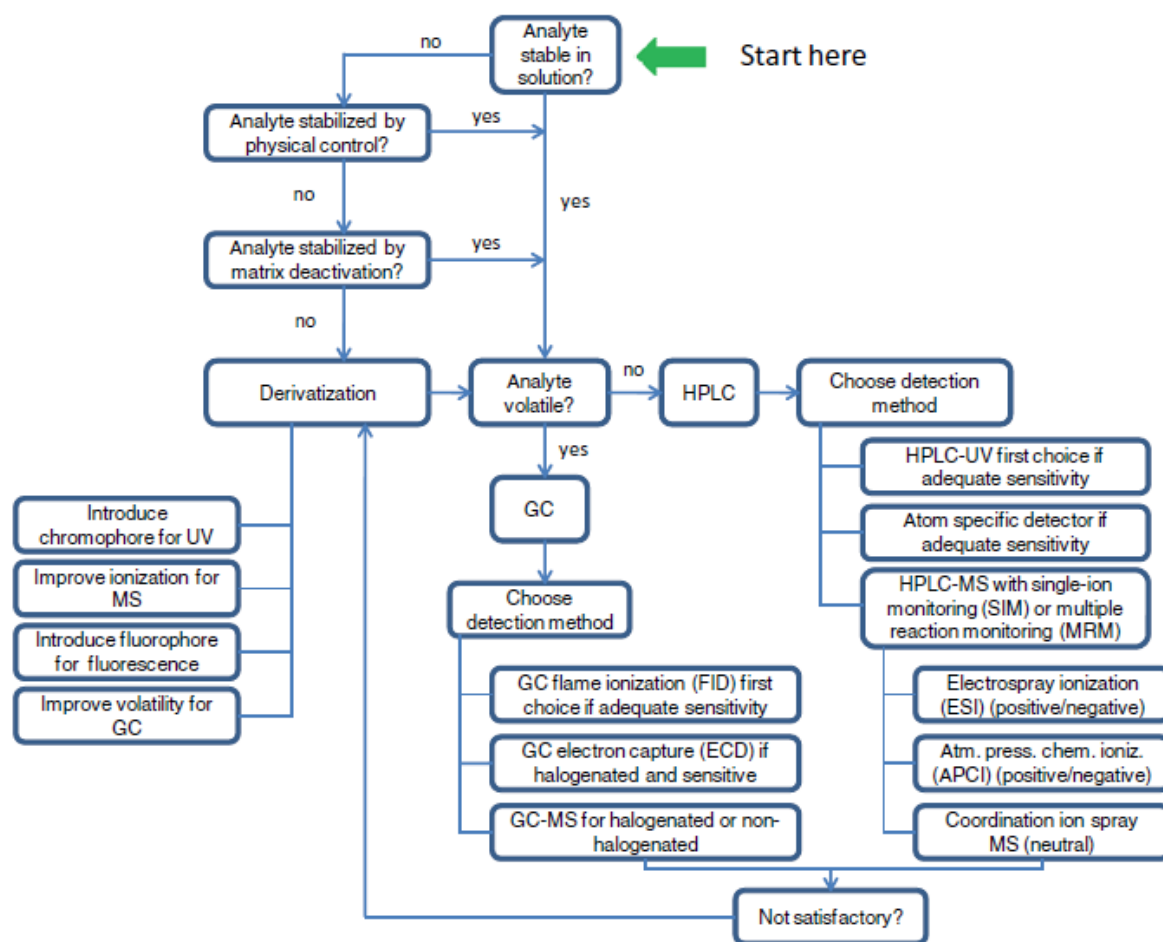 Analyte
stable in
solution?
Start here
no
Analyte stabilized by
physical control?
yes
no
yes
Analyte stabilized by
matrix deactivation?
yes
no
Derivatization
Analyte
volatile?
no
HPLC
Choose detection
method
yes
HPLC-UV first choice if
adequate sensitivity
GC
Atom specific detector if
adequate sensitivity
Introduce
chromophore for UV
Improve ionization for
MS
Introduce fluorophore
for fluorescence
Improve volatility for
GC
Choose
detection method
HPLC-MS with single-ion
monitoring (SIM) or multiple
reaction monitoring (MRM)
GC flame ionization (FID) first
choice if adequate sensitivity
GC electron capture (ECD) if
halogenated and sensitive
GC-MS for halogenated or non-
halogenated
Electrospray ionization
(ESI) (positive/negative)
Atm. press. chem. ioniz.
(APCI) (positive/negative)
Coordination ion spray
MS (neutral)
Not satisfactory?